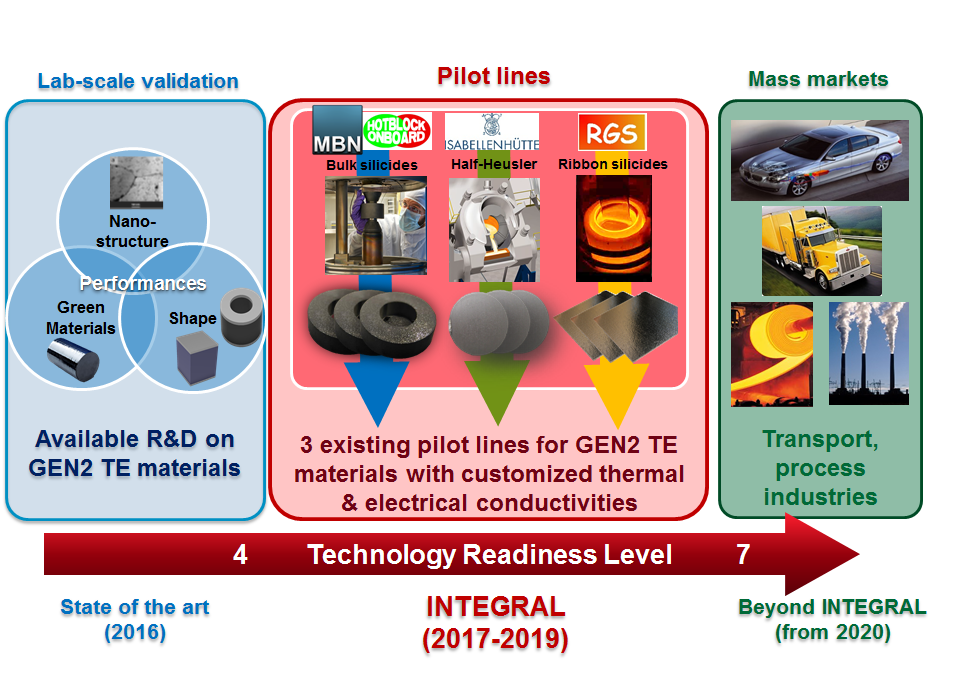 Lab-scale validation
Pilot lines
Mass markets
MBN
HOTBLOCK
ONBOARD
ISABELLENHÜTTE
RGS
Bulk silicides
Half-Heusler
Ribbon silicides
Nano-
structure
Performances
Green
Materials
Shape
Available R&D on
GEN2 TE materials
3 existing pilot lines for GEN2 TE
materials with customized thermal
& electrical conductivities
Transport,
process
industries
4 Technology Readiness Level 7
State of the art
(2016)
INTEGRAL
(2017-2019)
Beyond INTEGRAL
(from 2020)